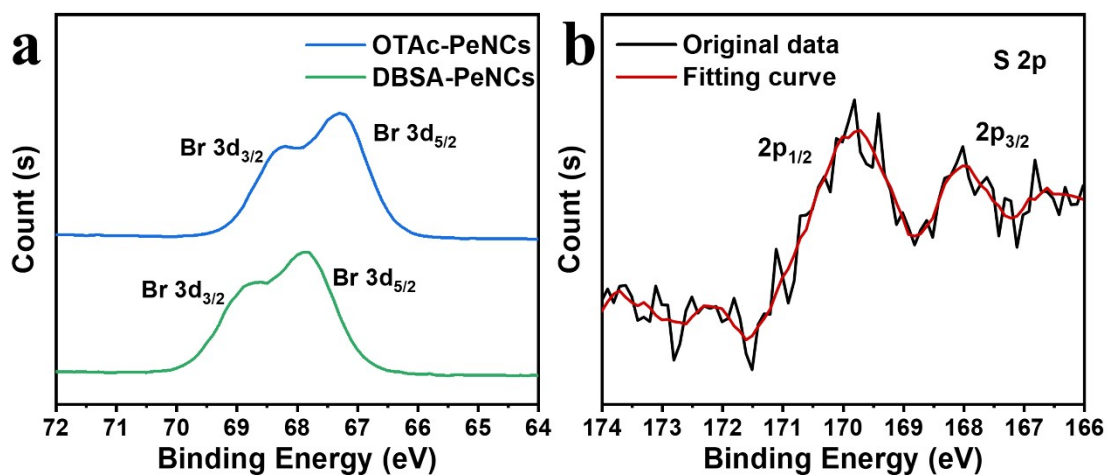 a
OTAc-PeNCs
DBSA-PeNCs
Br 3d3/2
Br 3d5/2
Br 3d3/2
Br 3d5/2
Count (s)
72 71 70 69 68 67 66 65 64
Binding Energy (eV)
b
Original data
Fitting curve
S 2p
2p1/2
2p3/2
Count (s)
174 173 172 171 170 169 168 167 166
Binding Energy (eV)